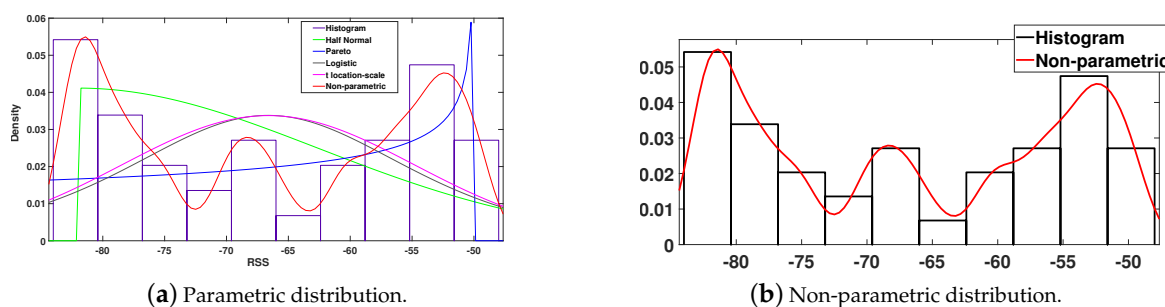 0.06
0.05
0.04
0.03
0.02
0.01
0
Density
-80 -75 -70 -65 -60 -55 -50
RSS
Histogram
Half Normal
Pareto
Logistic
t location-scale
Non-parametric
(a) Parametric distribution.
0.05
0.04
0.03
0.02
0.01
0
-80 -75 -70 -65 -60 -55 -50
Histogram
Non-parametric
(b) Non-parametric distribution.